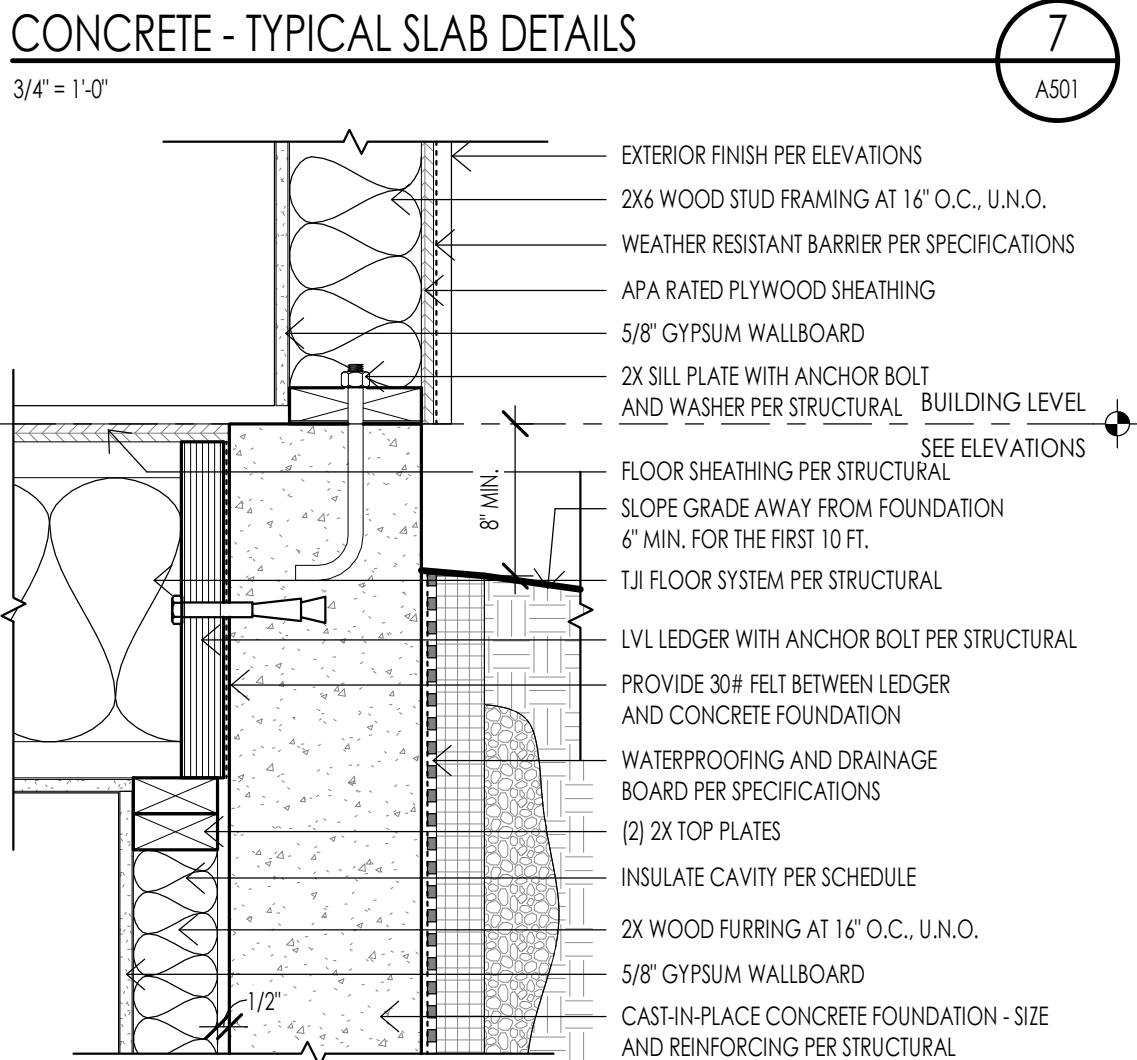 CONCRETE - TYPICAL SLAB DETAILS
7
A501
3/4" = 1'-0"
EXTERIOR FINISH PER ELEVATIONS
2X6 WOOD STUD FRAMING AT 16" O.C., U.N.O.
WEATHER RESISTANT BARRIER PER SPECIFICATIONS
APA RATED PLYWOOD SHEATHING
5/8" GYPSUM WALLBOARD
2X SILL PLATE WITH ANCHOR BOLT
AND WASHER PER STRUCTURAL
BUILDING LEVEL
SEE ELEVATIONS
FLOOR SHEATHING PER STRUCTURAL
8" MIN.
SLOPE GRADE AWAY FROM FOUNDATION
6" MIN. FOR THE FIRST 10 FT.
TJI FLOOR SYSTEM PER STRUCTURAL
LVL LEDGER WITH ANCHOR BOLT PER STRUCTURAL
PROVIDE 30# FELT BETWEEN LEDGER
AND CONCRETE FOUNDATION
WATERPROOFING AND DRAINAGE
BOARD PER SPECIFICATIONS
(2) 2X TOP PLATES
INSULATE CAVITY PER SCHEDULE
2X WOOD FURRING AT 16" O.C., U.N.O.
5/8" GYPSUM WALLBOARD
1/2"
CAST-IN-PLACE CONCRETE FOUNDATION - SIZE
AND REINFORCING PER STRUCTURAL